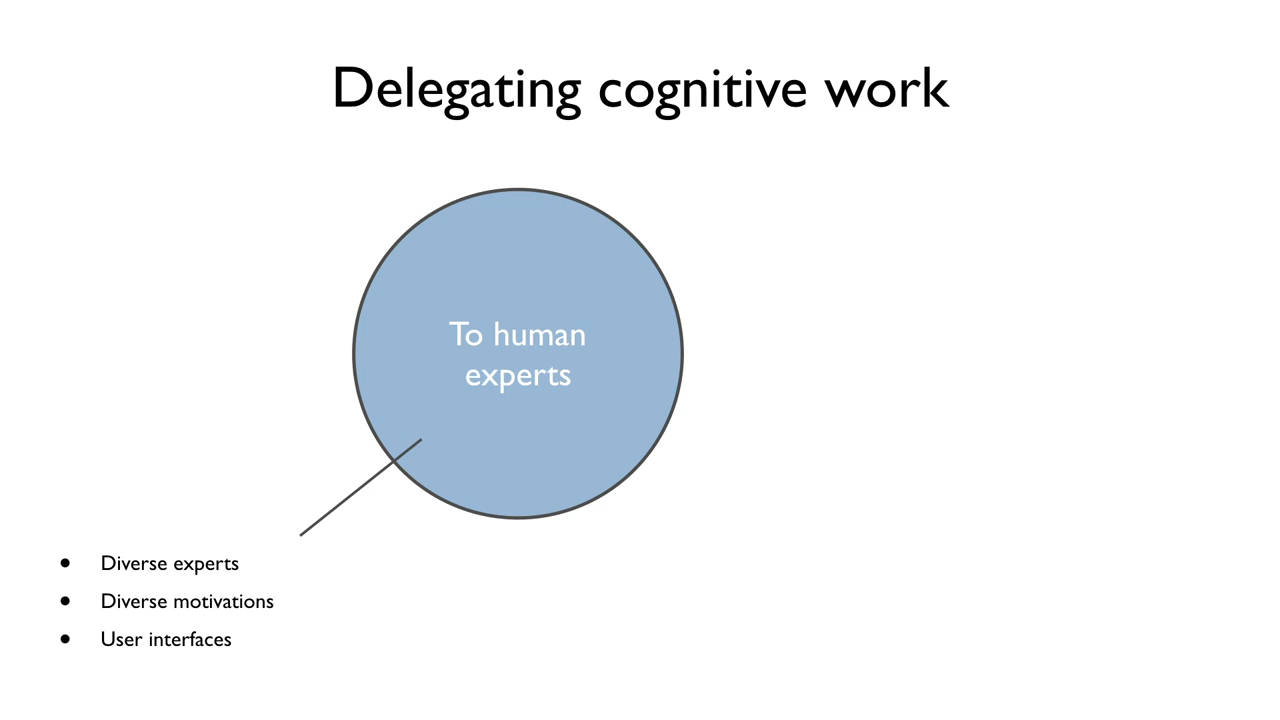 Delegating cognitive work
To human
experts
• Diverse experts
• Diverse motivations
• User interfaces